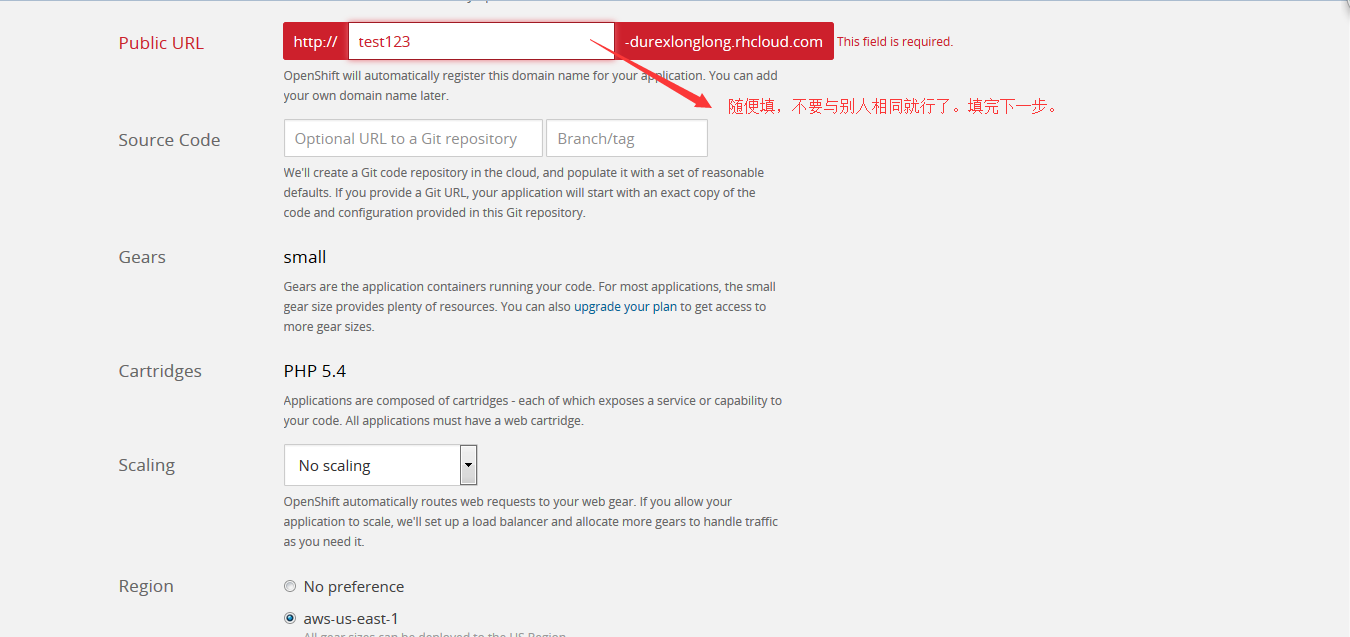 Public URL
http:// test123 -durexlonglong.rhcloud.com This field is required.
OpenShift will automatically register this domain name for your application. You can add
your own domain name later.
随便填，不要与别人相同就行了。填完下一步。
Source Code
Optional URL to a Git repository
Branch/tag
We'll create a Git code repository in the cloud, and populate it with a set of reasonable
defaults. If you provide a Git URL, your application will start with an exact copy of the
code and configuration provided in this Git repository.
Gears
small
Gears are the application containers running your code. For most applications, the small
gear size provides plenty of resources. You can also upgrade your plan to get access to
more gear sizes.
Cartridges
PHP 5.4
Applications are composed of cartridges - each of which exposes a service or capability to
your code. All applications must have a web cartridge.
Scaling
No scaling
OpenShift automatically routes web requests to your web gear. If you allow your
application to scale, we'll set up a load balancer and allocate more gears to handle traffic
as you need it.
Region
No preference
aws-us-east-1
All gear sizes can be deployed to the US Region